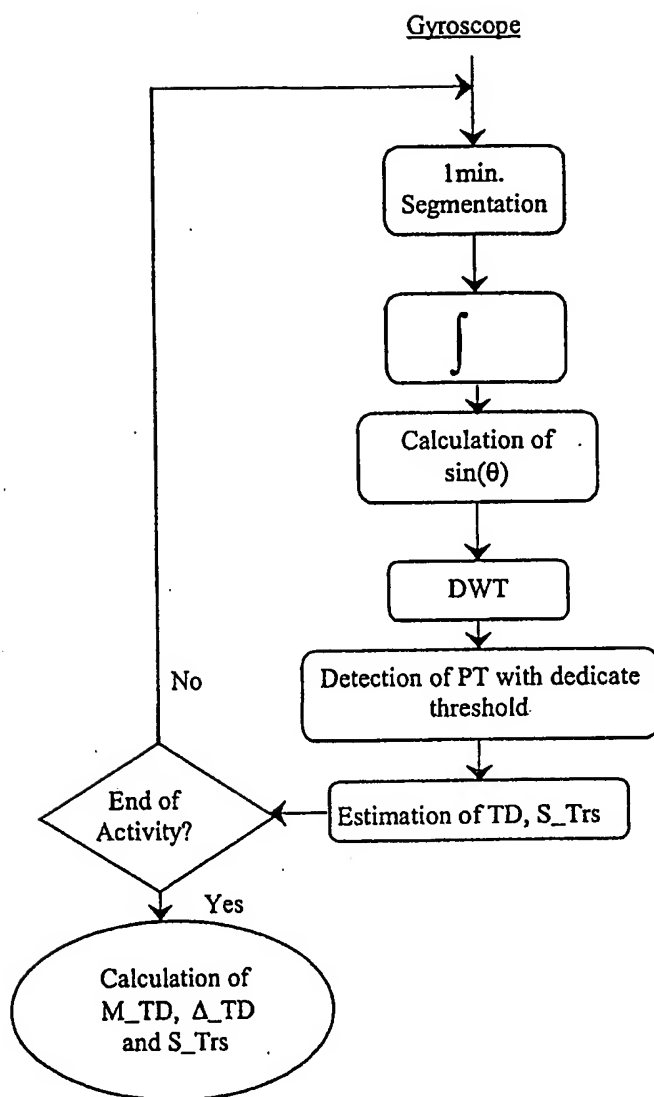 Gyroscope
1min.
Segmentation
∫
Calculation of
sin(θ)
DWT
Detection of PT with dedicate
threshold
Estimation of TD, S_Trs
No
End of
Activity?
Yes
Calculation of
M_TD, Δ_TD
and S_Trs